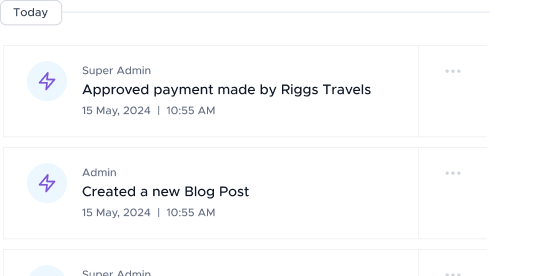 Today
Super Admin
Approved payment made by Riggs Travels
15 May, 2024 | 10:55 AM
Admin
Created a new Blog Post
15 May, 2024 | 10:55 AM
Super Admin